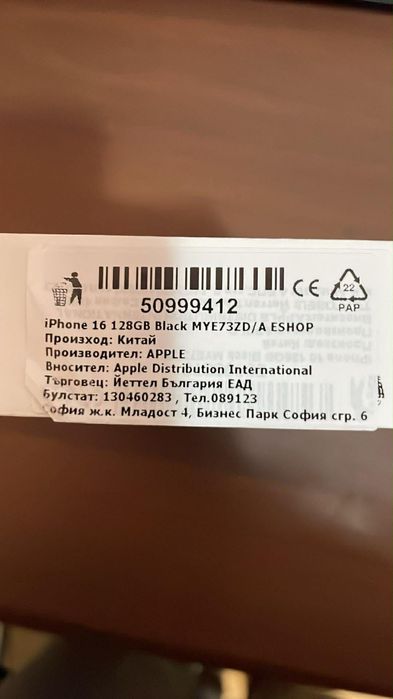 50999412
CE
22
PAP
iPhone 16 128GB Black MYE73ZD/A ESHOP
Произход: Китай
Производител: APPLE
Вносител: Apple Distribution International
Търговец: Йеттел България ЕАД
Булстат: 130460283 , Тел.089123
София ж.к. Младост 4, Бизнес Парк София сгр. 6